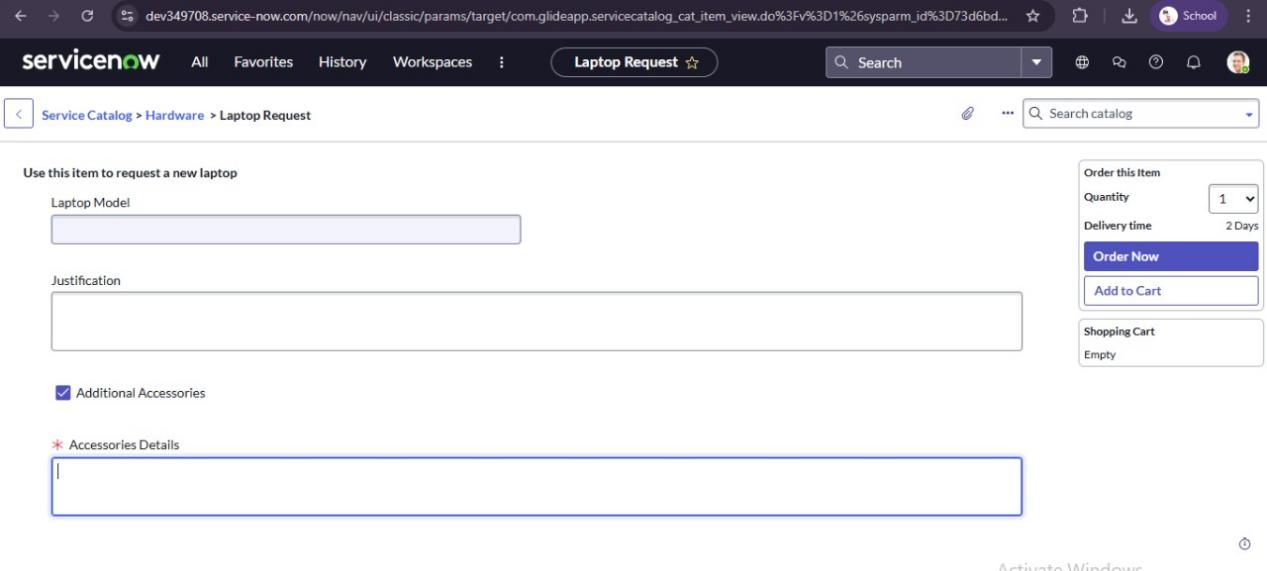 dev349708.service-now.com/now/nav/ui/classic/params/target/com.glideapp.servicecatalog_cat_item_view.do%3Fv%3D1%26sysparm_id%3D73d6bd... School
servicenow All Favorites History Workspaces Laptop Request Search
Service Catalog > Hardware > Laptop Request Search catalog
Use this item to request a new laptop
Laptop Model
Justification
Additional Accessories
* Accessories Details
Order this Item
Quantity 1
Delivery time 2 Days
Order Now
Add to Cart
Shopping Cart
Empty
Activate Windows